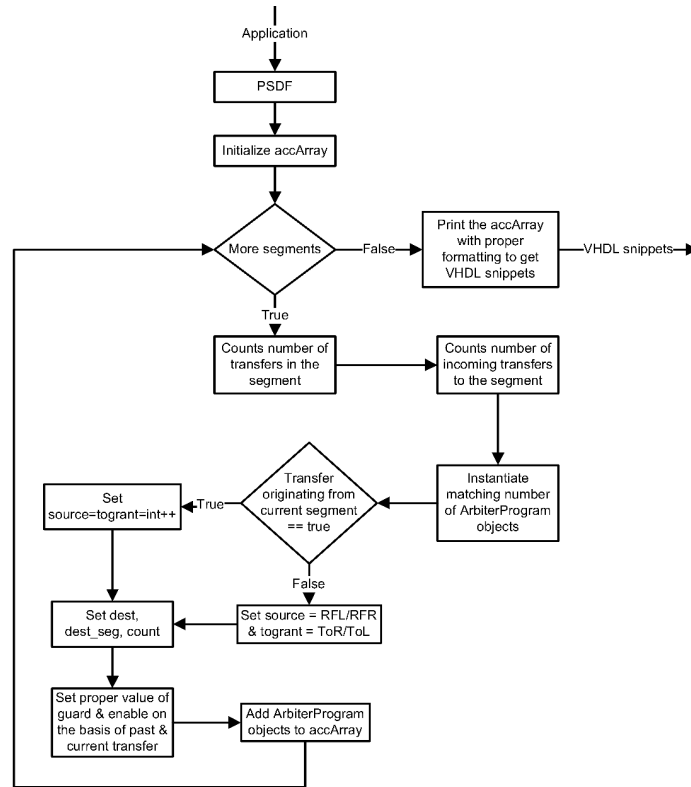 Application
PSDF
Initialize accArray
More segments
False
Print the accArray
with proper
formatting to get
VHDL snippets
VHDL snippets
True
Counts number of
transfers in the
segment
Counts number of
incoming transfers
to the segment
Instantiate
matching number
of ArbiterProgram
objects
Transfer
originating from
current segment
== true
True
Set
source=togrant=int++
False
Set source = RFL/RFR
& togrant = ToR/ToL
Set dest,
dest_seg, count
Set proper value of
guard & enable on
the basis of past &
current transfer
Add ArbiterProgram
objects to accArray